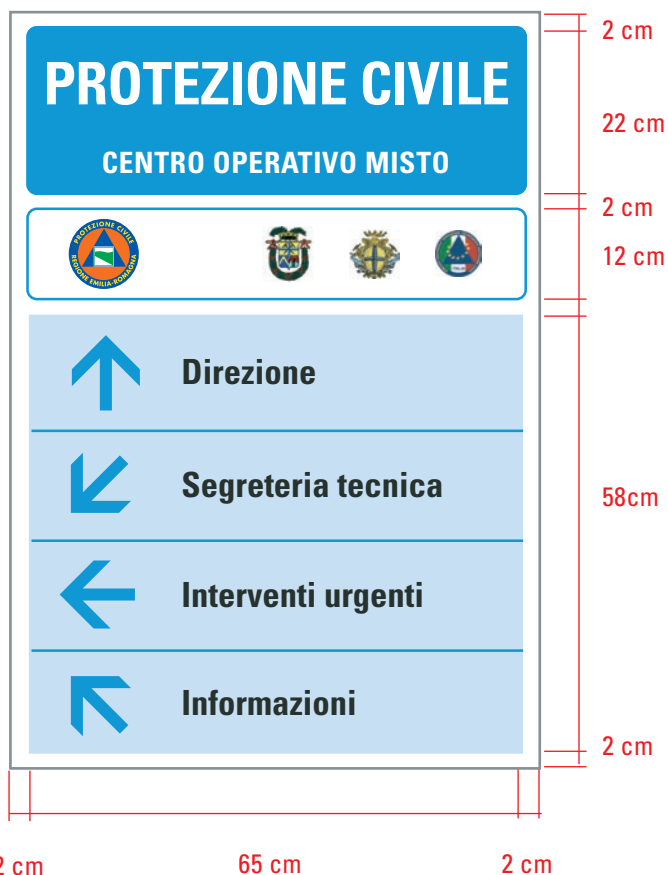 PROTEZIONE CIVILE
CENTRO OPERATIVO MISTO
PROTEZIONE CIVILE
REGIONE EMILIA-ROMAGNA
Direzione
Segreteria tecnica
Interventi urgenti
Informazioni
2 cm
22 cm
2 cm
12 cm
58cm
2 cm
2 cm
65 cm
2 cm